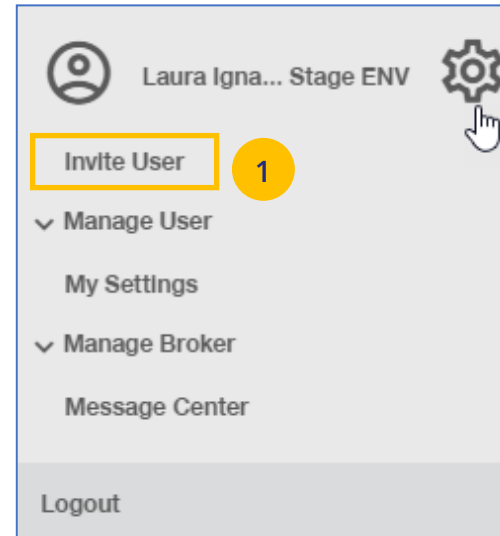 Laura Igna... Stage ENV
Invite User
1
Manage User
My Settings
Manage Broker
Message Center
Logout